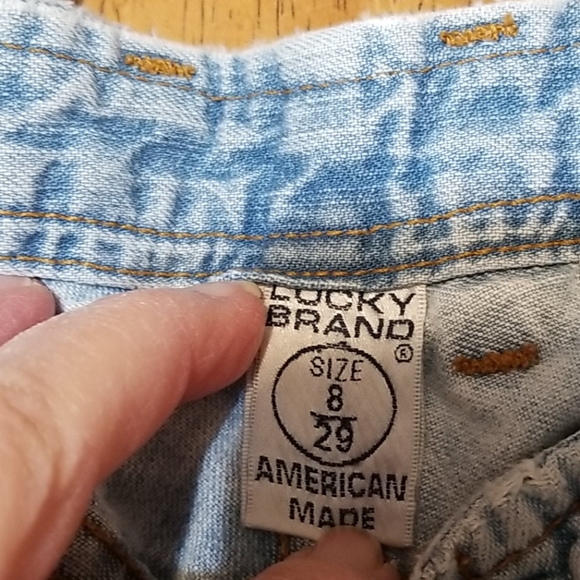 LUCKY
BRAND
®
SIZE
8
29
AMERICAN
MADE